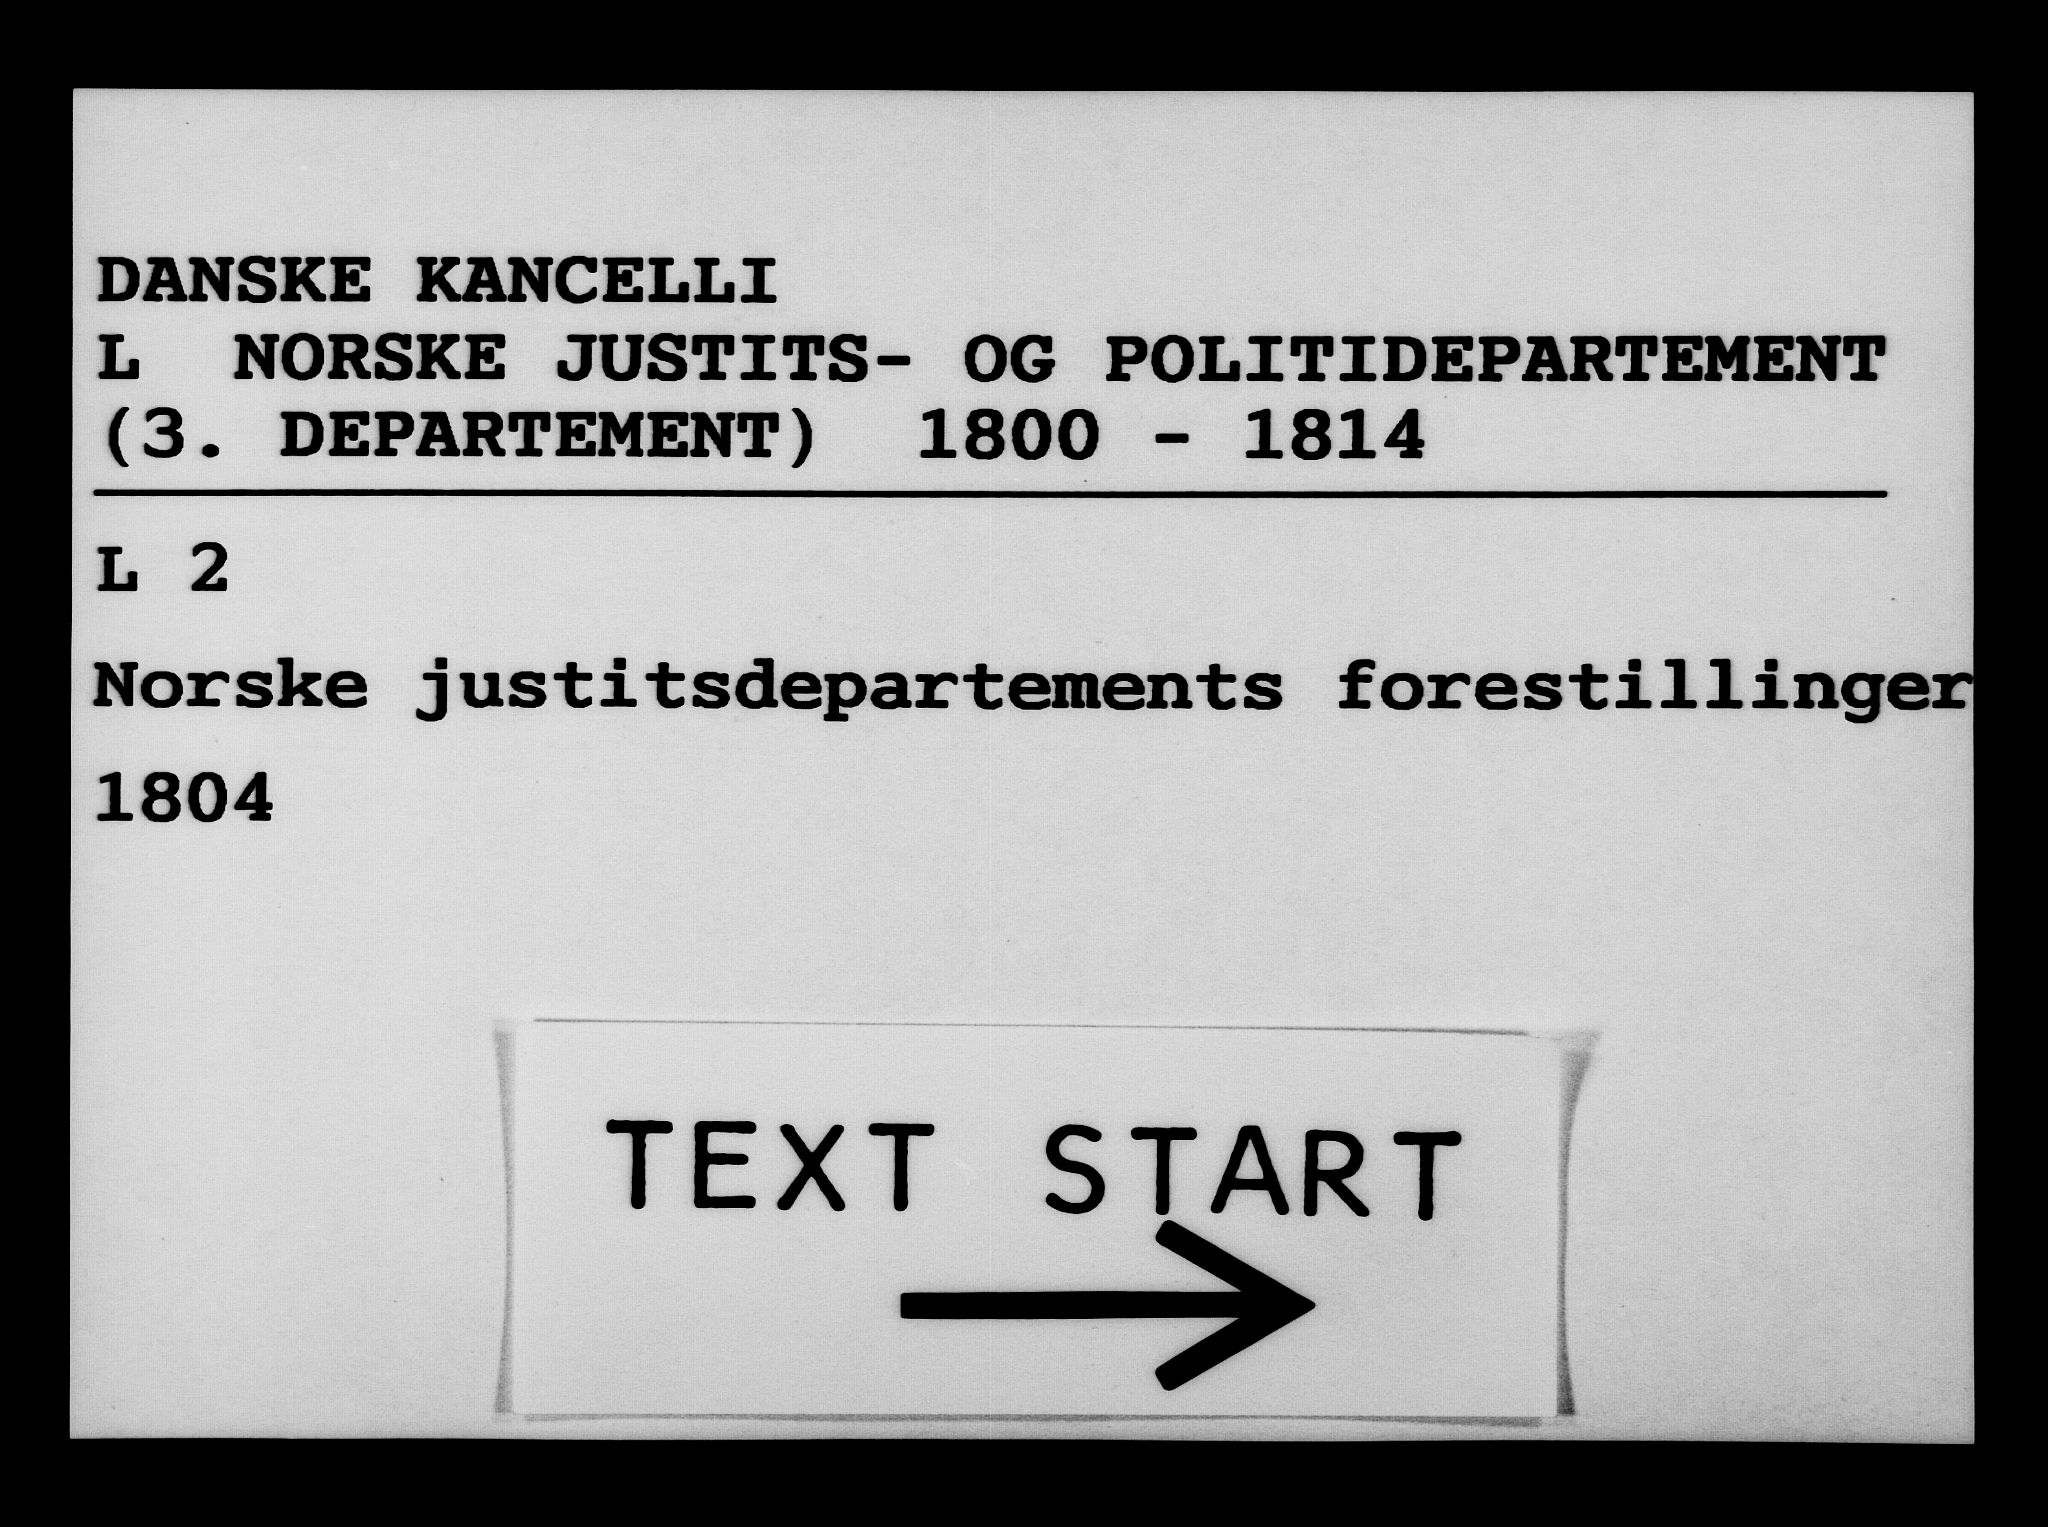 DANSKE KANCELLI
L NORSKE JUSTITS- OG POLITIDEPARTEMENT
(3. DEPARTEMENT) 1800 - 1814
L 2
Norske justitsdepartements forestillinger
1804
TEXT START